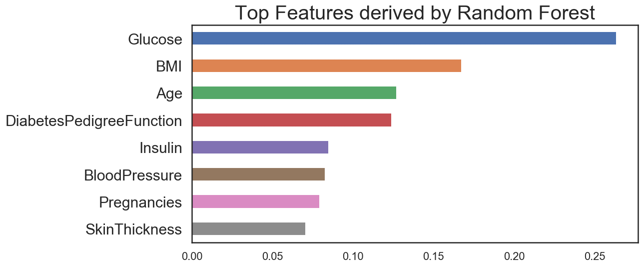 Top Features derived by Random Forest
Glucose
BMI
Age
DiabetesPedigreeFunction
Insulin
BloodPressure
Pregnancies
SkinThickness
0.00 0.05 0.10 0.15 0.20 0.25